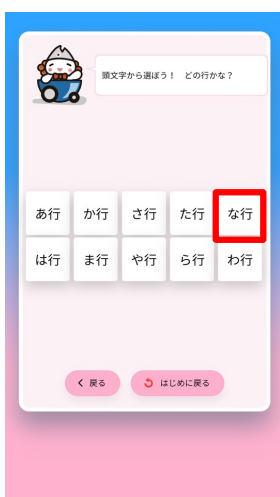 頭文字から選ぼう！　どの行かな？
あ行 か行 さ行 た行 な行
は行 ま行 や行 ら行 わ行
戻る はじめに戻る